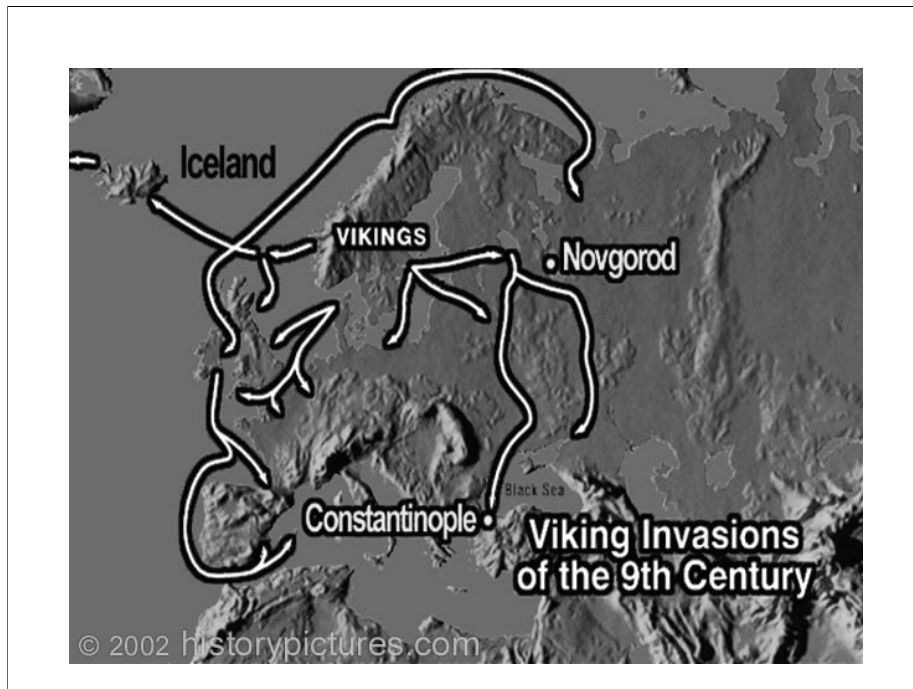 Iceland
VIKINGS
Novgorod
Black Sea
Constantinople
Viking Invasions
of the 9th Century
© 2002 historypictures.com